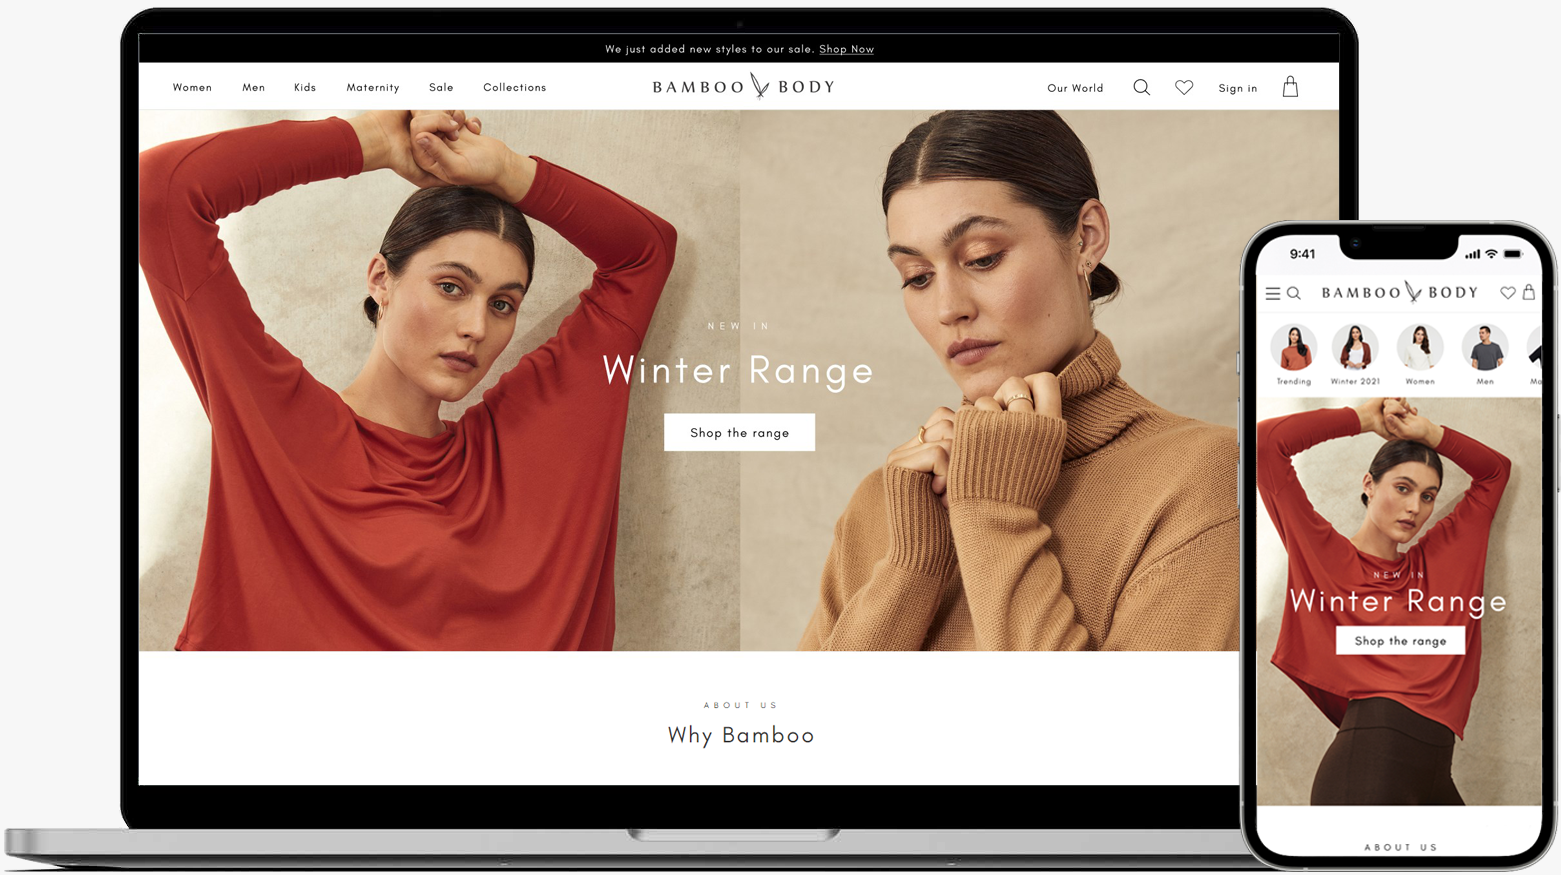 We just added new styles to our sale. Shop Now
Women Men Kids Maternity Sale Collections BAMBOO BODY Our World Sign in
NEW IN
Winter Range
Shop the range
ABOUT US
Why Bamboo
9:41
BAMBOO BODY
Trending Winter 2021 Women Men Ma
NEW IN
Winter Range
Shop the range
ABOUT US